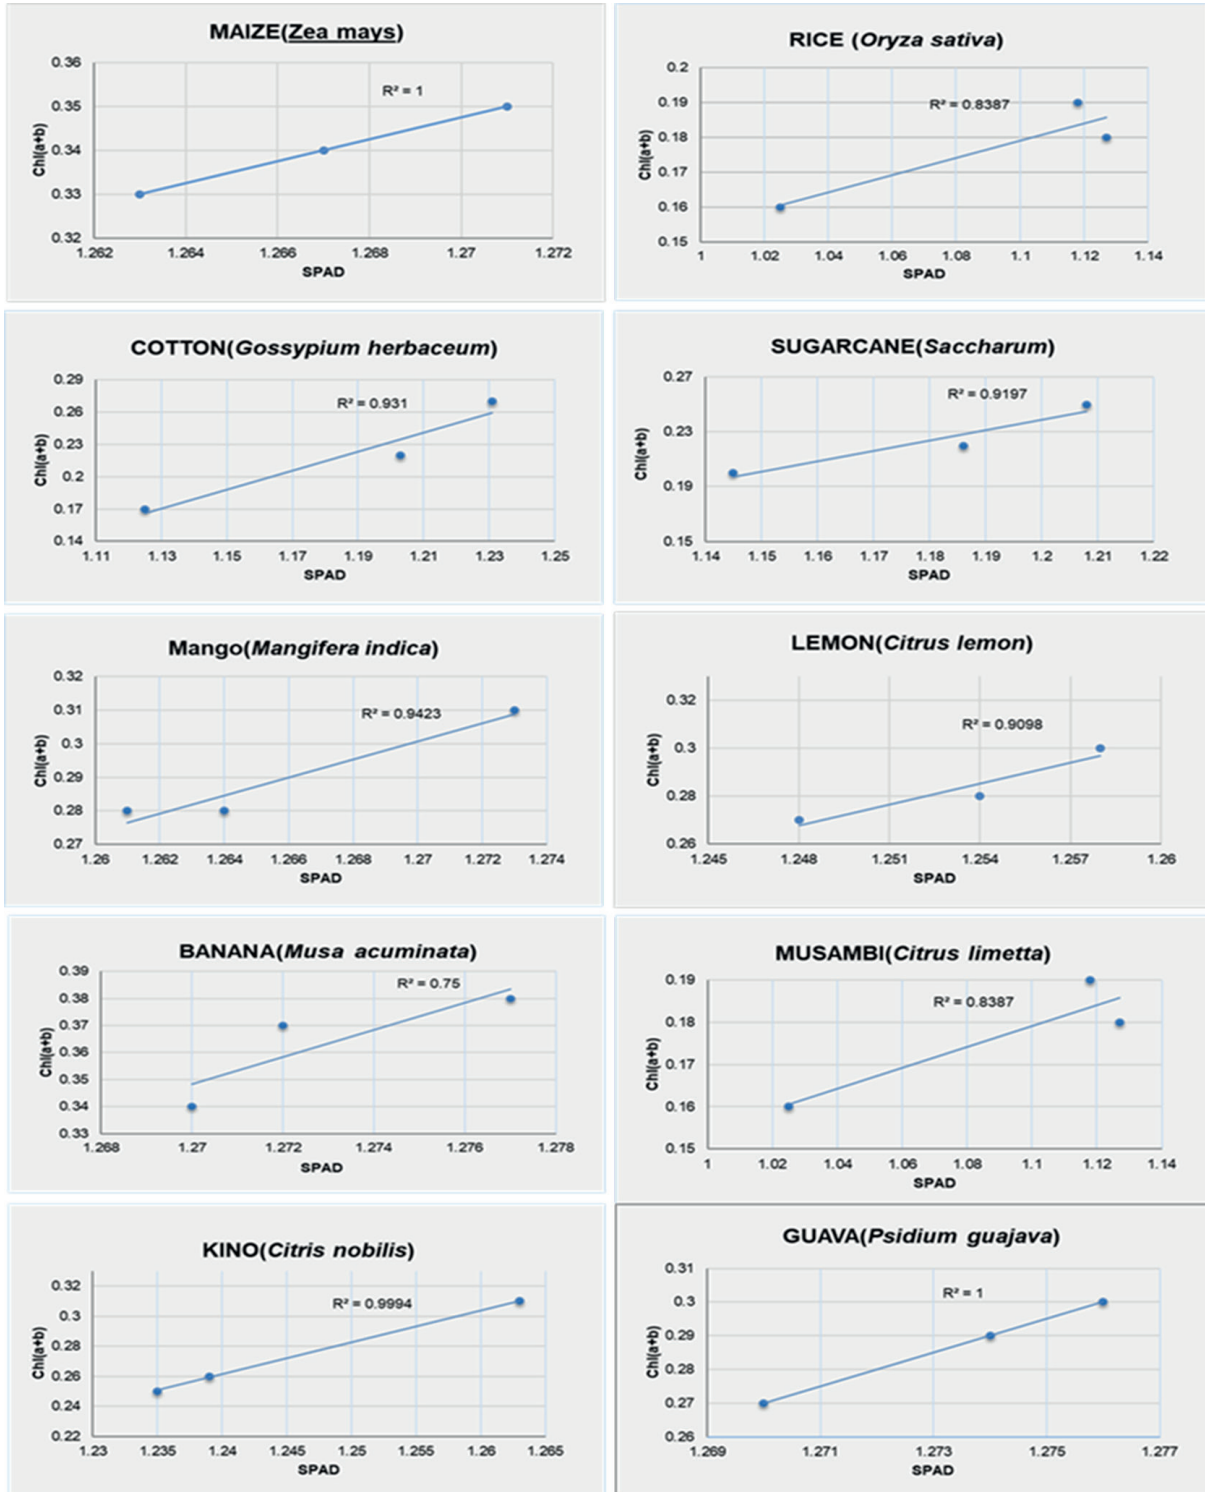 MAIZE(Zea mays)
0.36
0.35
0.34
0.33
0.32
Chl(a+b)
R² = 1
1.262 1.264 1.266 1.268 1.27 1.272
SPAD
RICE (Oryza sativa)
0.2
0.19
0.18
0.17
0.16
0.15
Chl(a+b)
R² = 0.8387
1 1.02 1.04 1.06 1.08 1.1 1.12 1.14
SPAD
COTTON(Gossypium herbaceum)
0.29
0.26
0.23
0.2
0.17
0.14
Chl(a+b)
R² = 0.931
1.11 1.13 1.15 1.17 1.19 1.21 1.23 1.25
SPAD
SUGARCANE(Saccharum)
0.27
0.23
0.19
0.15
Chl(a+b)
R² = 0.9197
1.14 1.15 1.16 1.17 1.18 1.19 1.2 1.21 1.22
SPAD
Mango(Mangifera indica)
0.32
0.31
0.3
0.29
0.28
0.27
Chl(a+b)
R² = 0.9423
1.26 1.262 1.264 1.266 1.268 1.27 1.272 1.274
SPAD
LEMON(Citrus lemon)
0.32
0.3
0.28
0.26
Chl(a+b)
R² = 0.9098
1.245 1.248 1.251 1.254 1.257 1.26
SPAD
BANANA(Musa acuminata)
0.39
0.38
0.37
0.36
0.35
0.34
0.33
Chl(a+b)
R² = 0.75
1.268 1.27 1.272 1.274 1.276 1.278
SPAD
MUSAMBI(Citrus limetta)
0.19
0.18
0.17
0.16
0.15
Chl(a+b)
R² = 0.8387
1 1.02 1.04 1.06 1.08 1.1 1.12 1.14
SPAD
KINO(Citris nobilis)
0.32
0.3
0.28
0.26
0.24
0.22
Chl(a+b)
R² = 0.9994
1.23 1.235 1.24 1.245 1.25 1.255 1.26 1.265
SPAD
GUAVA(Psidium guajava)
0.31
0.3
0.29
0.28
0.27
0.26
Chl(a+b)
R² = 1
1.269 1.271 1.273 1.275 1.277
SPAD